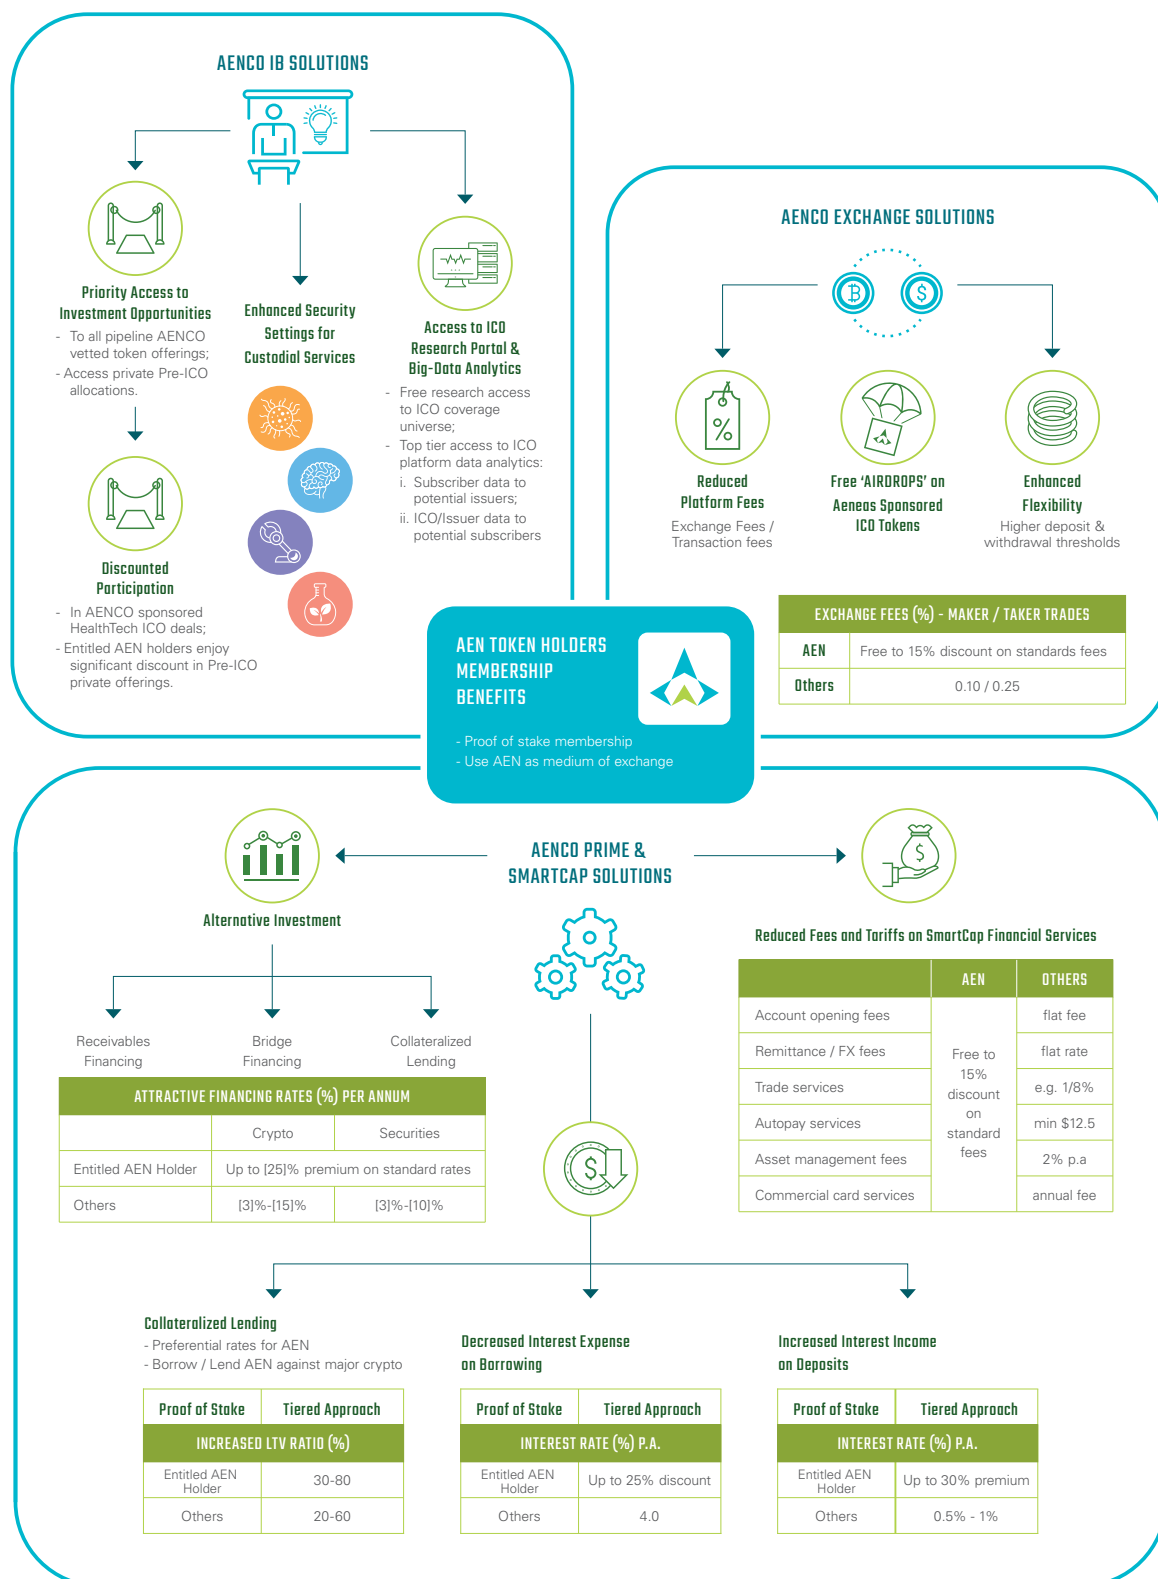 AENCO IB SOLUTIONS
Priority Access to
Investment Opportunities
- To all pipeline AENCO
vetted token offerings;
- Access private Pre-ICO
allocations.
Discounted
Participation
- In AENCO sponsored
HealthTech ICO deals;
- Entitled AEN holders enjoy
significant discount in Pre-ICO
private offerings.
Enhanced Security
Settings for
Custodial Services
Access to ICO
Research Portal &
Big-Data Analytics
- Free research access
to ICO coverage
universe;
- Top tier access to ICO
platform data analytics:
i. Subscriber data to
potential issuers;
ii. ICO/Issuer data to
potential subscribers
AENCO EXCHANGE SOLUTIONS
Reduced
Platform Fees
Exchange Fees /
Transaction fees
Free ‘AIRDROPS’ on
Aeneas Sponsored
ICO Tokens
Enhanced
Flexibility
Higher deposit &
withdrawal thresholds
EXCHANGE FEES (%) - MAKER / TAKER TRADES
AEN Free to 15% discount on standards fees
Others 0.10 / 0.25
AEN TOKEN HOLDERS
MEMBERSHIP
BENEFITS
- Proof of stake membership
- Use AEN as medium of exchange
AENCO PRIME &
SMARTCAP SOLUTIONS
Alternative Investment
Receivables
Financing
Bridge
Financing
Collateralized
Lending
ATTRACTIVE FINANCING RATES (%) PER ANNUM
Crypto Securities
Entitled AEN Holder Up to [25]% premium on standard rates
Others [3]%-[15]% [3]%-[10]%
Reduced Fees and Tariffs on SmartCap Financial Services
AEN OTHERS
Account opening fees flat fee
Remittance / FX fees flat rate
Trade services e.g. 1/8%
Autopay services min $12.5
Asset management fees 2% p.a
Commercial card services annual fee
Free to
15%
discount
on
standard
fees
Collateralized Lending
- Preferential rates for AEN
- Borrow / Lend AEN against major crypto
Proof of Stake Tiered Approach
INCREASED LTV RATIO (%)
Entitled AEN
Holder
30-80
Others 20-60
Decreased Interest Expense
on Borrowing
Proof of Stake Tiered Approach
INTEREST RATE (%) P.A.
Entitled AEN
Holder
Up to 25% discount
Others 4.0
Increased Interest Income
on Deposits
Proof of Stake Tiered Approach
INTEREST RATE (%) P.A.
Entitled AEN
Holder
Up to 30% premium
Others 0.5% - 1%